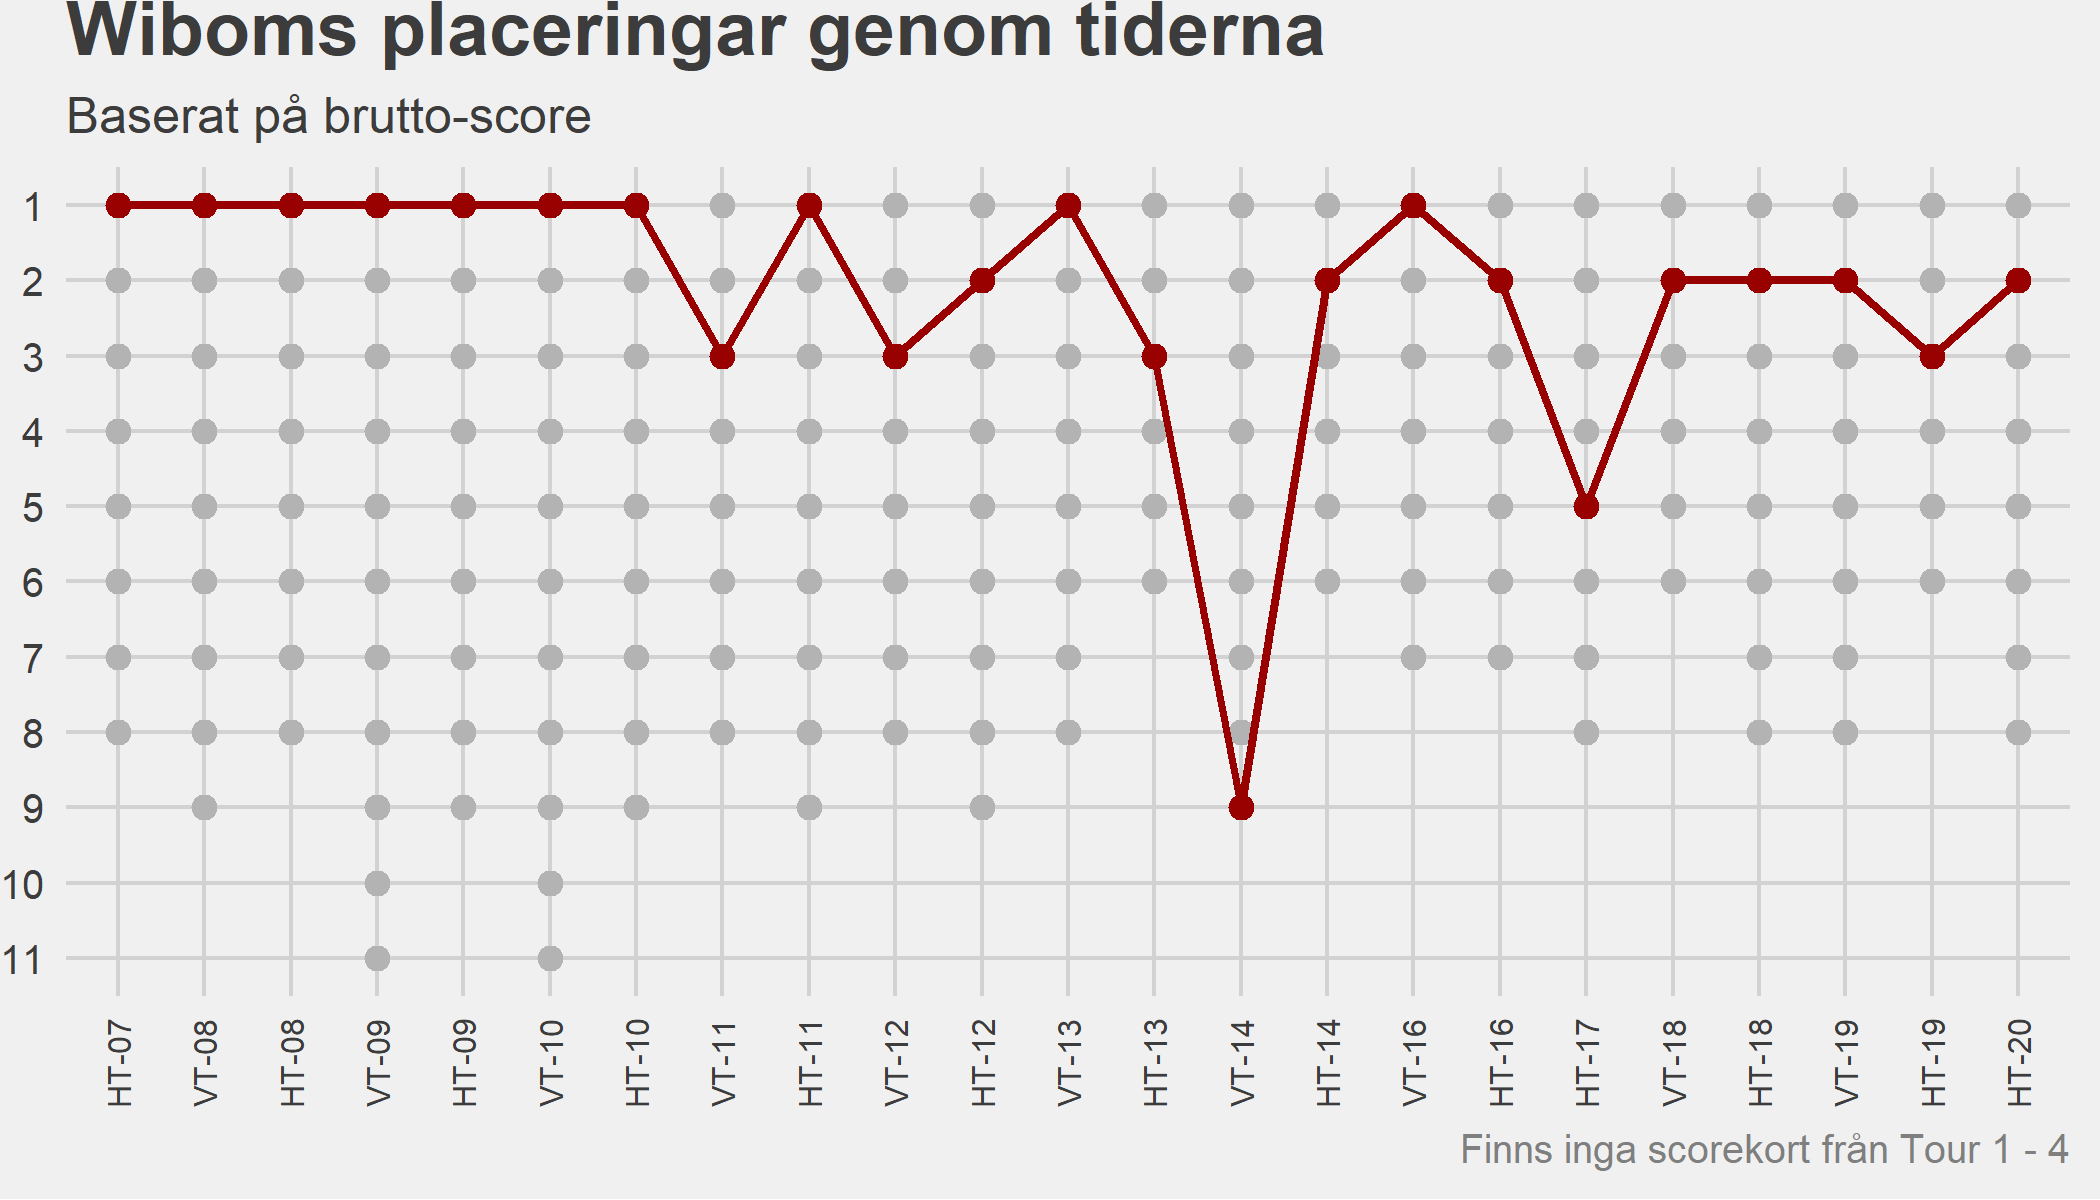 Wiboms placeringar genom tiderna
Baserat på brutto-score
1
2
3
4
5
6
7
8
9
10
11
HT-07
VT-08
HT-08
VT-09
HT-09
VT-10
HT-10
VT-11
HT-11
VT-12
HT-12
VT-13
HT-13
VT-14
HT-14
VT-16
HT-16
HT-17
VT-18
HT-18
VT-19
HT-19
HT-20
Finns inga scorekort från Tour 1 - 4